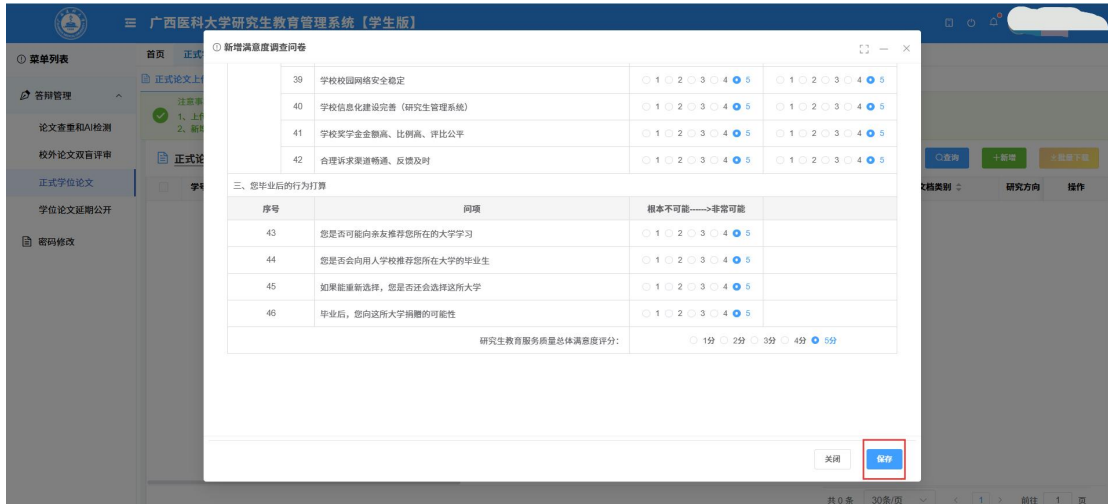 广西医科大学研究生教育管理系统【学生版】
菜单列表
首页 正式
新增满意度调查问卷
39 学校校园网络安全稳定 1 2 3 4 5 1 2 3 4 5
正式论文上传
答辩管理
注意事
40 学校信息化建设完善（研究生管理系统） 1 2 3 4 5 1 2 3 4 5
1、上传
2、新增
论文查重和AI检测
41 学校奖学金金额高、比例高、评比公平 1 2 3 4 5 1 2 3 4 5
校外论文双盲评审
正式论
42 合理诉求渠道畅通、反馈及时 1 2 3 4 5 1 2 3 4 5
查询 +新增 批量下载
正式学位论文
学号
三、您毕业后的行为打算
文档类别 研究方向 操作
学位论文延期公开
序号 问项 根本不可能------>非常可能
密码修改
43 您是否可能向亲友推荐您所在的大学学习 1 2 3 4 5
44 您是否会向用人学校推荐您所在大学的毕业生 1 2 3 4 5
45 如果能重新选择，您是否还会选择这所大学 1 2 3 4 5
46 毕业后，您向这所大学捐赠的可能性 1 2 3 4 5
研究生教育服务质量总体满意度评分： 1分 2分 3分 4分 5分
关闭 保存
共 0 条 30条/页 1 前往 1 页